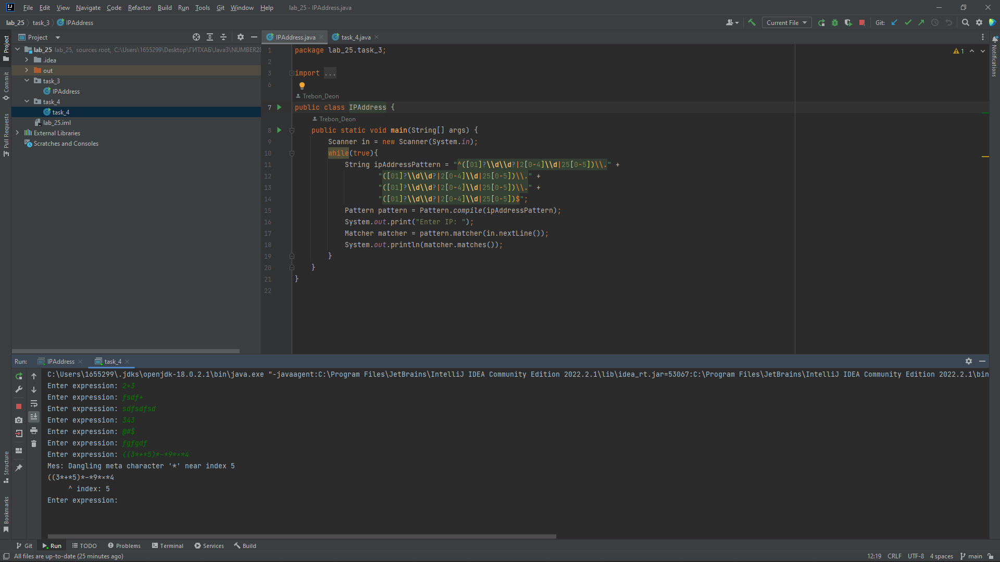 File Edit View Navigate Code Refactor Build Run Tools Git Window Help lab_25 - IPAddress.java
lab_25 task_3 IPAddress
Current File Git:
Project
IPAddress.java task_4.java
Project
Commit
Pull Requests
lab_25 lab_25, sources root, C:\Users\1655299\Desktop\ГИТХАБ\Java3\NUMBER28
.idea
out
task_3
IPAddress
task_4
task_4
lab_25.iml
External Libraries
Scratches and Consoles
1 package lab_25.task_3;
2
3 import ...
6
Trebon_Deon
7 public class IPAddress {
Trebon_Deon
8 public static void main(String[] args) {
9 Scanner in = new Scanner(System.in);
10 while(true){
11 String ipAddressPattern = "^([01]?\\d\\d?|2[0-4]\\d|25[0-5])\\." +
12 "([01]?\\d\\d?|2[0-4]\\d|25[0-5])\\." +
13 "([01]?\\d\\d?|2[0-4]\\d|25[0-5])\\." +
14 "([01]?\\d\\d?|2[0-4]\\d|25[0-5])$";
15 Pattern pattern = Pattern.compile(ipAddressPattern);
16 System.out.print("Enter IP: ");
17 Matcher matcher = pattern.matcher(in.nextLine());
18 System.out.println(matcher.matches());
19 }
20 }
21 }
22
1
Notifications
Run: IPAddress task_4
C:\Users\1655299\.jdks\openjdk-18.0.2.1\bin\java.exe "-javaagent:C:\Program Files\JetBrains\IntelliJ IDEA Community Edition 2022.2.1\lib\idea_rt.jar=53067:C:\Program Files\JetBrains\IntelliJ IDEA Community Edition 2022.2.1\bin
Enter expression: 2+3
Enter expression: fsdf+
Enter expression: sdfsdfsd
Enter expression: 343
Enter expression: @#$
Enter expression: fgfgdf
Enter expression: ((3*+*5)*-*9***4
Mes: Dangling meta character '*' near index 5
((3*+*5)*-*9***4
^ index: 5
Enter expression:
Structure
Bookmarks
Git Run TODO Problems Terminal Services Build
All files are up-to-date (25 minutes ago) 12:19 CRLF UTF-8 4 spaces main